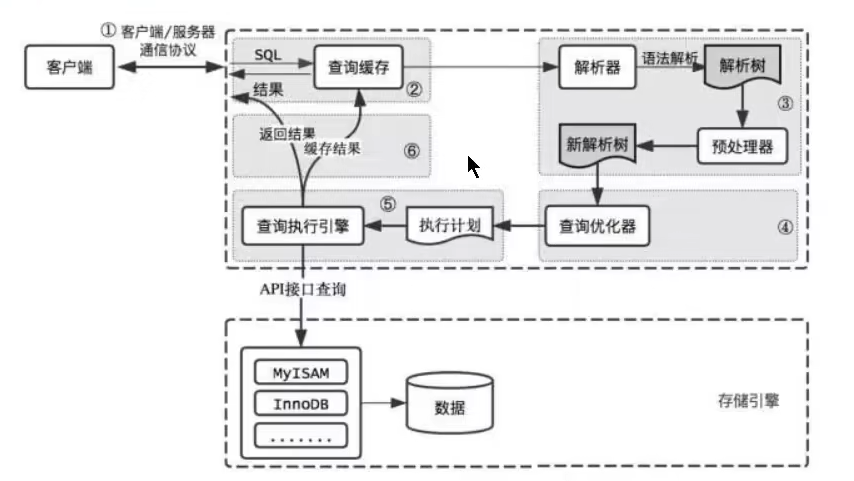 ① 客户端/服务器
通信协议
客户端
SQL
结果
查询缓存
②
解析器
语法解析
解析树
③
新解析树
预处理器
返回结果
缓存结果
⑥
查询执行引擎
⑤
执行计划
查询优化器
④
API接口查询
MyISAM
InnoDB
.......
数据
存储引擎